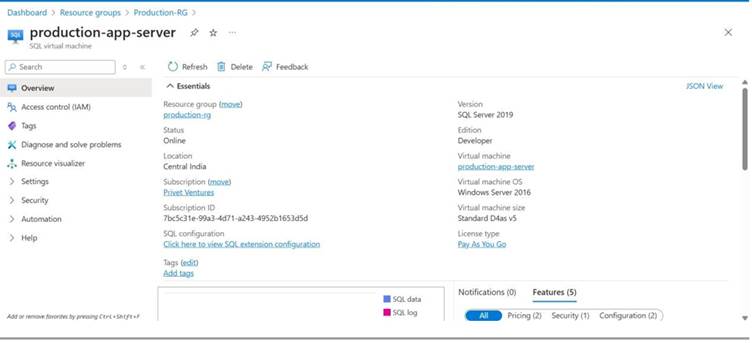 Dashboard > Resource groups > Production-RG >
production-app-server
SQL virtual machine
Search
Overview
Access control (IAM)
Tags
Diagnose and solve problems
Resource visualizer
Settings
Security
Automation
Help
Add or remove favorites by pressing Ctrl+Shift+F
Refresh Delete Feedback
Essentials
JSON View
Resource group (move)
production-rg
Status
Online
Location
Central India
Subscription (move)
Privet Ventures
Subscription ID
7bc5c31e-99a3-4d71-a243-4952b1653d5d
SQL configuration
Click here to view SQL extension configuration
Tags (edit)
Add tags
Version
SQL Server 2019
Edition
Developer
Virtual machine
production-app-server
Virtual machine OS
Windows Server 2016
Virtual machine size
Standard D4as v5
License type
Pay As You Go
SQL data
SQL log
Notifications (0) Features (5)
All Pricing (2) Security (1) Configuration (2)